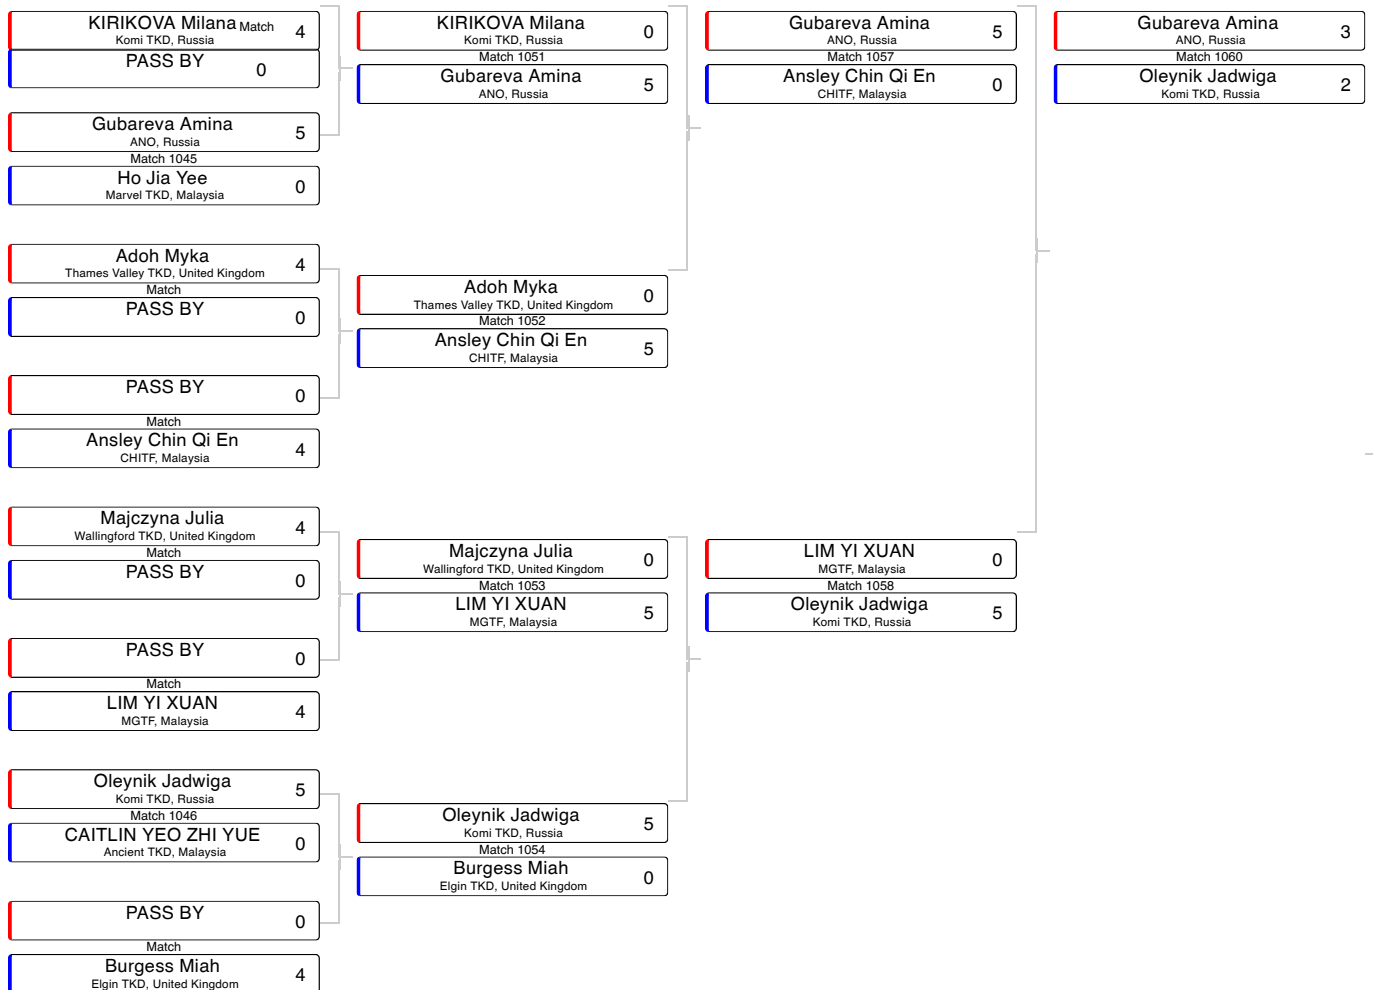 KIRIKOVA Milana Match 4
Komi TKD, Russia
PASS BY 0
Gubareva Amina 5
ANO, Russia
Match 1045
Ho Jia Yee 0
Marvel TKD, Malaysia
Adoh Myka 4
Thames Valley TKD, United Kingdom
Match
PASS BY 0
PASS BY 0
Match
Ansley Chin Qi En 4
CHITF, Malaysia
Majczyna Julia 4
Wallingford TKD, United Kingdom
Match
PASS BY 0
PASS BY 0
Match
LIM YI XUAN 4
MGTF, Malaysia
Oleynik Jadwiga 5
Komi TKD, Russia
Match 1046
CAITLIN YEO ZHI YUE 0
Ancient TKD, Malaysia
PASS BY 0
Match
Burgess Miah 4
Elgin TKD, United Kingdom
KIRIKOVA Milana 0
Komi TKD, Russia
Match 1051
Gubareva Amina 5
ANO, Russia
Adoh Myka 0
Thames Valley TKD, United Kingdom
Match 1052
Ansley Chin Qi En 5
CHITF, Malaysia
Majczyna Julia 0
Wallingford TKD, United Kingdom
Match 1053
LIM YI XUAN 5
MGTF, Malaysia
Oleynik Jadwiga 5
Komi TKD, Russia
Match 1054
Burgess Miah 0
Elgin TKD, United Kingdom
Gubareva Amina 5
ANO, Russia
Match 1057
Ansley Chin Qi En 0
CHITF, Malaysia
LIM YI XUAN 0
MGTF, Malaysia
Match 1058
Oleynik Jadwiga 5
Komi TKD, Russia
Gubareva Amina 3
ANO, Russia
Match 1060
Oleynik Jadwiga 2
Komi TKD, Russia